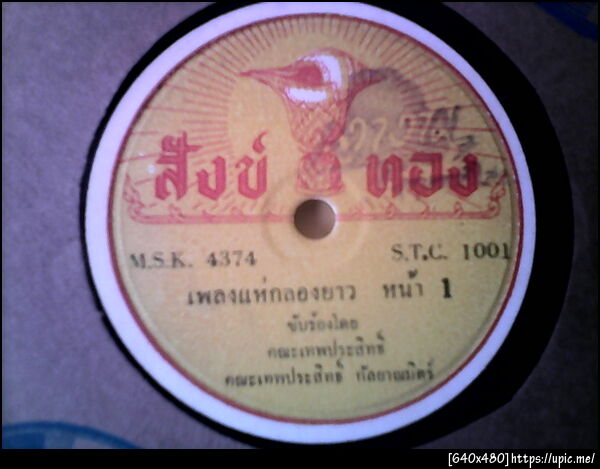 สังข์ ทอง
M.S.K. 4374 S.T.C. 1001
เพลงแห่กลองยาว หน้า 1
ขับร้องโดย
คณะเทพประสิทธิ์
คณะเทพประสิทธิ์ กัลยาณมิตร์
[640x480]https://upic.me/